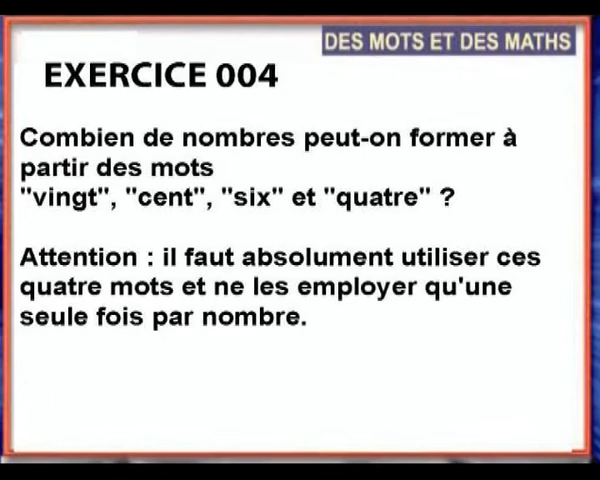 DES MOTS ET DES MATHS
EXERCICE 004
Combien de nombres peut-on former à
partir des mots
"vingt", "cent", "six" et "quatre" ?
Attention : il faut absolument utiliser ces
quatre mots et ne les employer qu'une
seule fois par nombre.